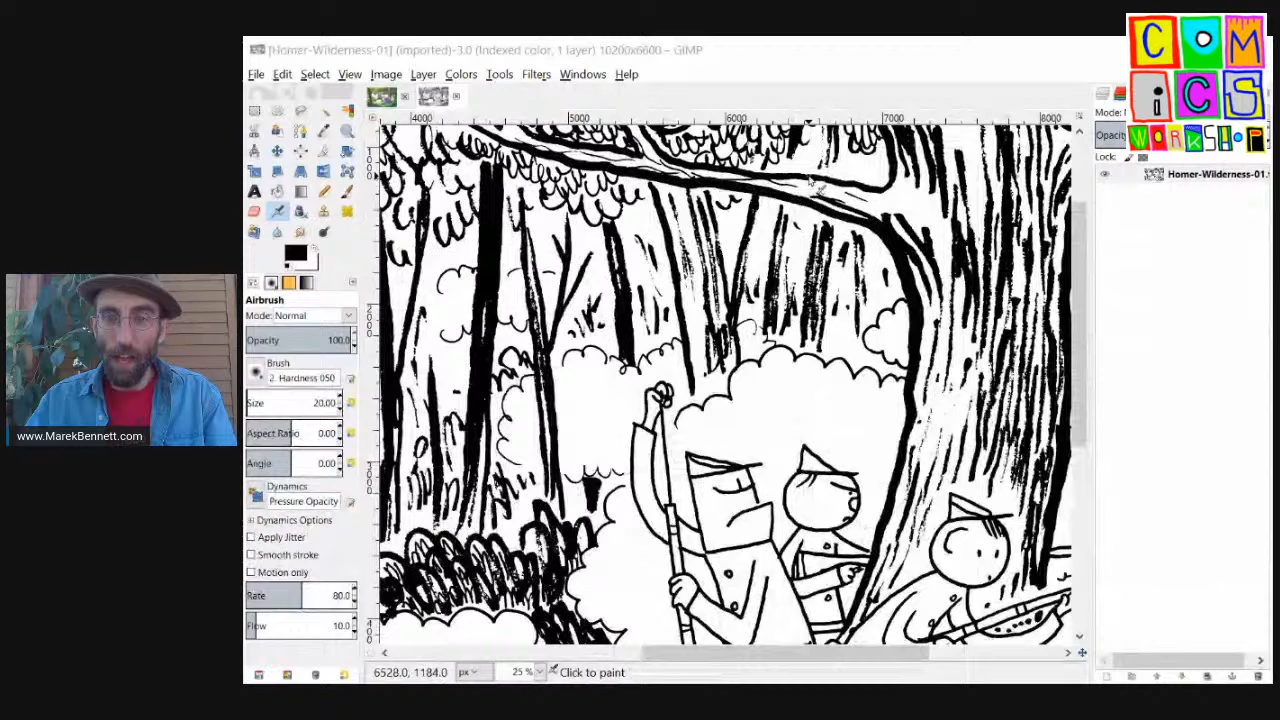 [Homer-Wilderness-01] (imported)-3.0 (Indexed color, 1 layer) 10200x6600 – GIMP
File Edit Select View Image Layer Colors Tools Filters Windows Help
COM
iCS
WORKSHOP
4000 5000 6000 7000 8000
Mode:
Opacity
Lock:
Homer-Wilderness-01.
Airbrush
Mode: Normal
Opacity 100.0
Brush
2. Hardness 050
Size 20.00
Aspect Ratio 0.00
Angle 0.00
Dynamics
Pressure Opacity
Dynamics Options
Apply Jitter
Smooth stroke
Motion only
Rate 80.0
Flow 10.0
www.MarekBennett.com
6528.0, 1184.0 px 25 % Click to paint